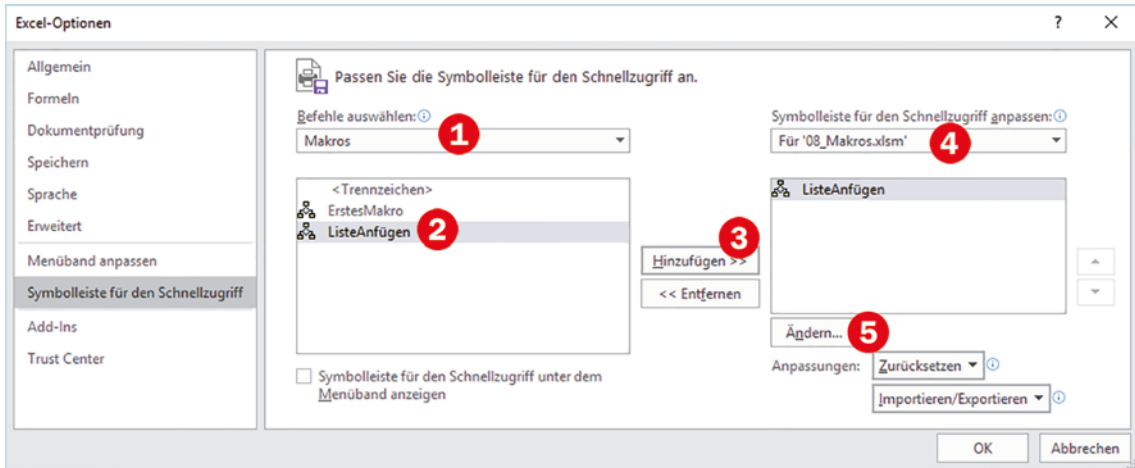 Excel-Optionen
?
Allgemein
Formeln
Dokumentprüfung
Speichern
Sprache
Erweitert
Menüband anpassen
Symbolleiste für den Schnellzugriff
Add-Ins
Trust Center
Passen Sie die Symbolleiste für den Schnellzugriff an.
Befehle auswählen:
1
Makros
<Trennzeichen>
ErstesMakro
ListeAnfügen 2
Symbolleiste für den Schnellzugriff unter dem
Menüband anzeigen
3
Hinzufügen >>
<< Entfernen
Symbolleiste für den Schnellzugriff anpassen:
Für '08_Makros.xlsm' 4
ListeAnfügen
Ändern... 5
Anpassungen: Zurücksetzen
Importieren/Exportieren
OK Abbrechen